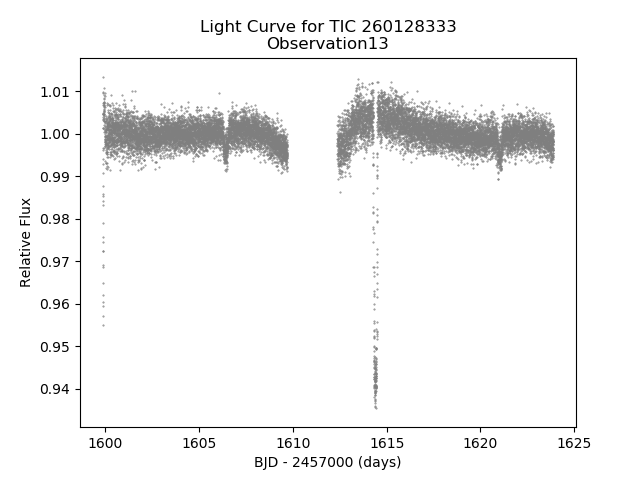 Light Curve for TIC 260128333
Observation13
1.01
1.00
0.99
0.98
0.97
0.96
0.95
0.94
Relative Flux
1600 1605 1610 1615 1620 1625
BJD - 2457000 (days)